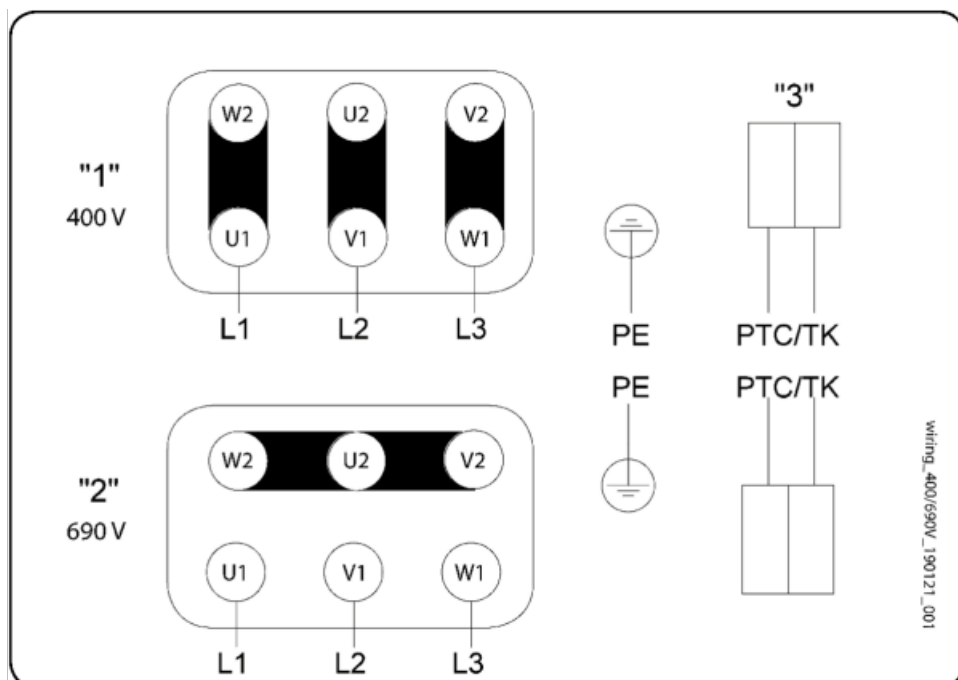 "1"
400 V
W2 U2 V2
U1 V1 W1
L1 L2 L3
"3"
PE PTC/TK
PE PTC/TK
"2"
690 V
W2 U2 V2
U1 V1 W1
L1 L2 L3
wiring_400/690V_190121_001